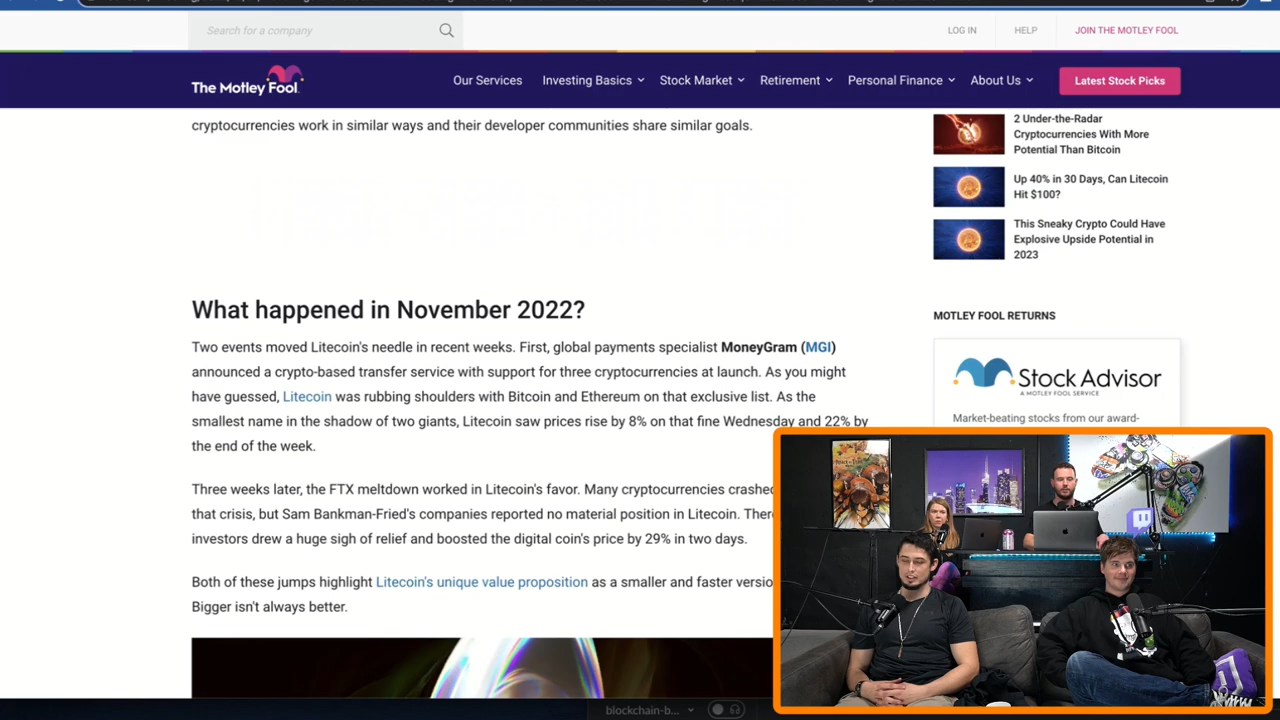 Search for a company
LOG IN
HELP
JOIN THE MOTLEY FOOL
The Motley Fool
Our Services
Investing Basics
Stock Market
Retirement
Personal Finance
About Us
Latest Stock Picks
cryptocurrencies work in similar ways and their developer communities share similar goals.
What happened in November 2022?
Two events moved Litecoin's needle in recent weeks. First, global payments specialist MoneyGram (MGI)
announced a crypto-based transfer service with support for three cryptocurrencies at launch. As you might
have guessed, Litecoin was rubbing shoulders with Bitcoin and Ethereum on that exclusive list. As the
smallest name in the shadow of two giants, Litecoin saw prices rise by 8% on that fine Wednesday and 22% by
the end of the week.
Three weeks later, the FTX meltdown worked in Litecoin's favor. Many cryptocurrencies crashed
that crisis, but Sam Bankman-Fried's companies reported no material position in Litecoin.
investors drew a huge sigh of relief and boosted the digital coin's price by 29% in two days.
Both of these jumps highlight Litecoin's unique value proposition as a smaller and faster
Bigger isn't always better.
2 Under-the-Radar
Cryptocurrencies With More
Potential Than Bitcoin
Up 40% in 30 Days, Can Litecoin
Hit $100?
This Sneaky Crypto Could Have
Explosive Upside Potential in
2023
MOTLEY FOOL RETURNS
Stock Advisor
A MOTLEY FOOL SERVICE
Market-beating stocks from our award-
blockchain-b...